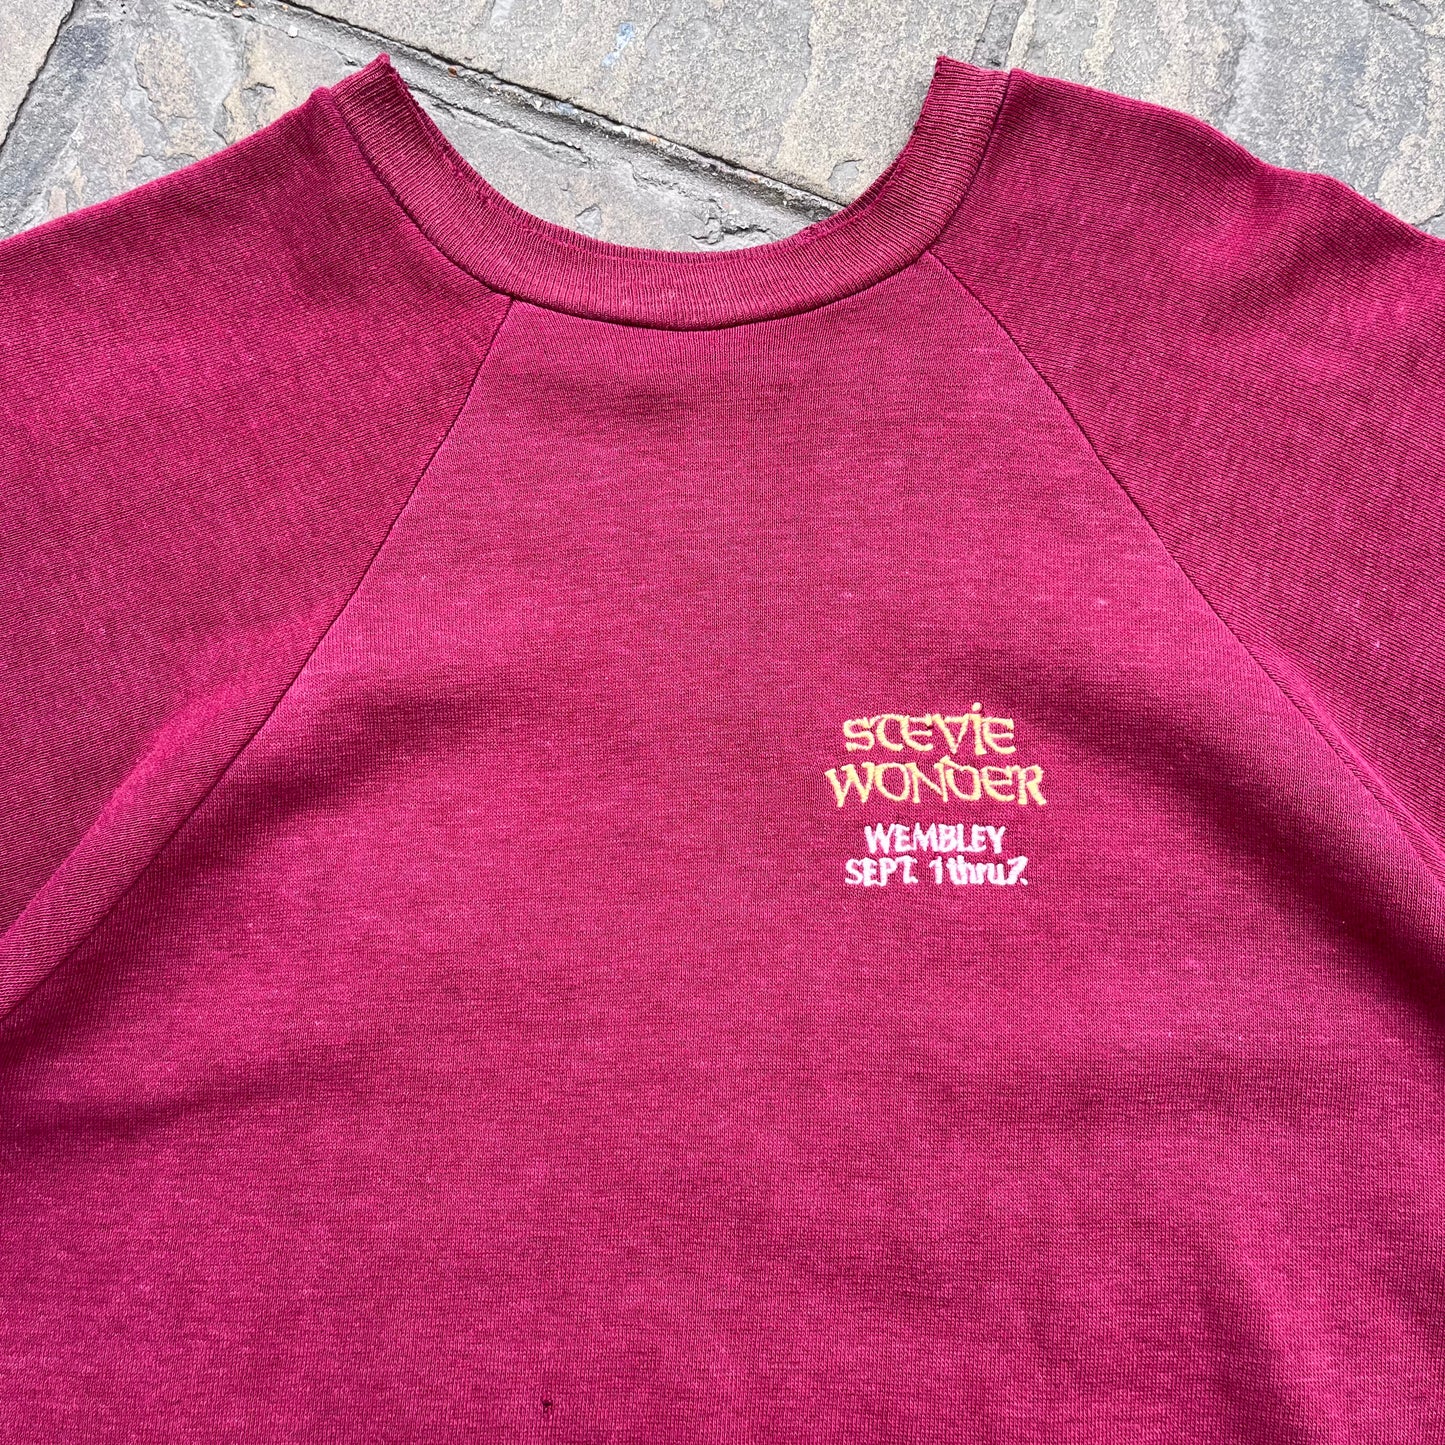 STEViE
WONDER
WEMBLEY
SEPT. 1 thru 7.